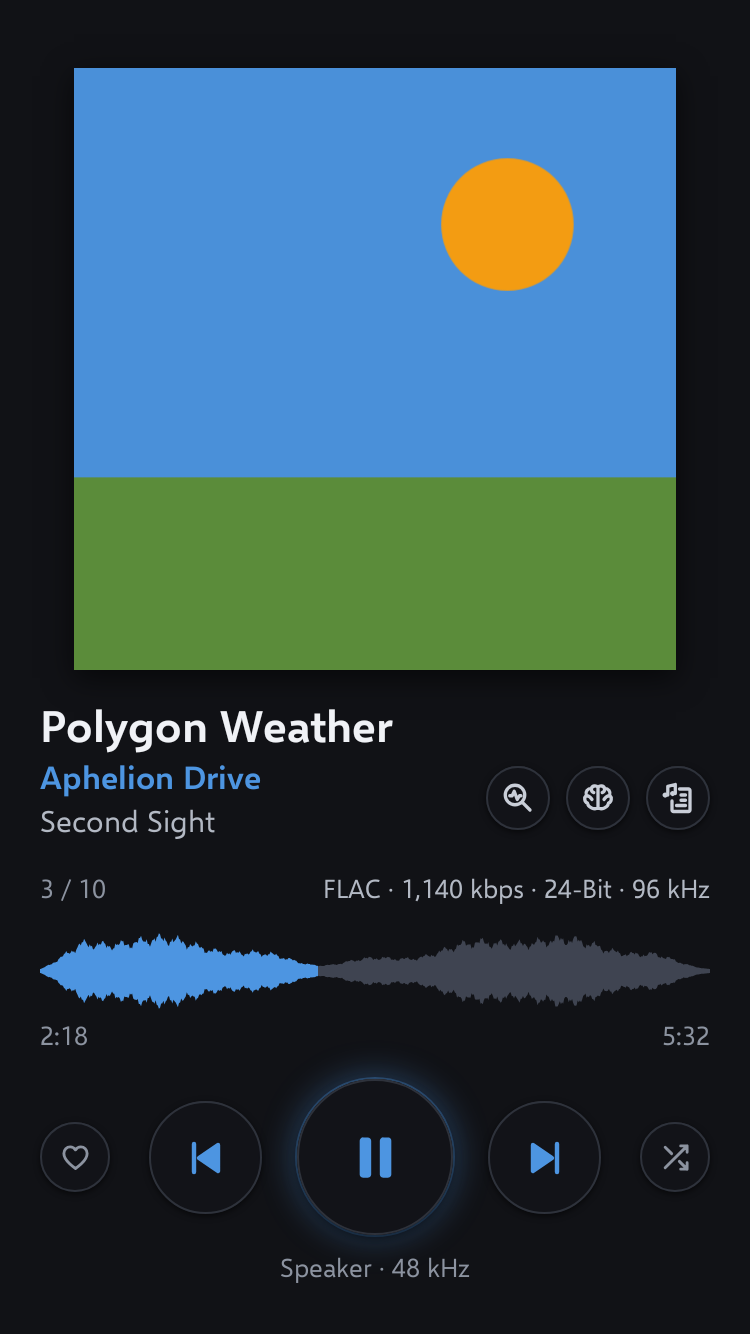 Polygon Weather
Aphelion Drive
Second Sight
3 / 10
FLAC · 1,140 kbps · 24-Bit · 96 kHz
2:18
5:32
Speaker · 48 kHz